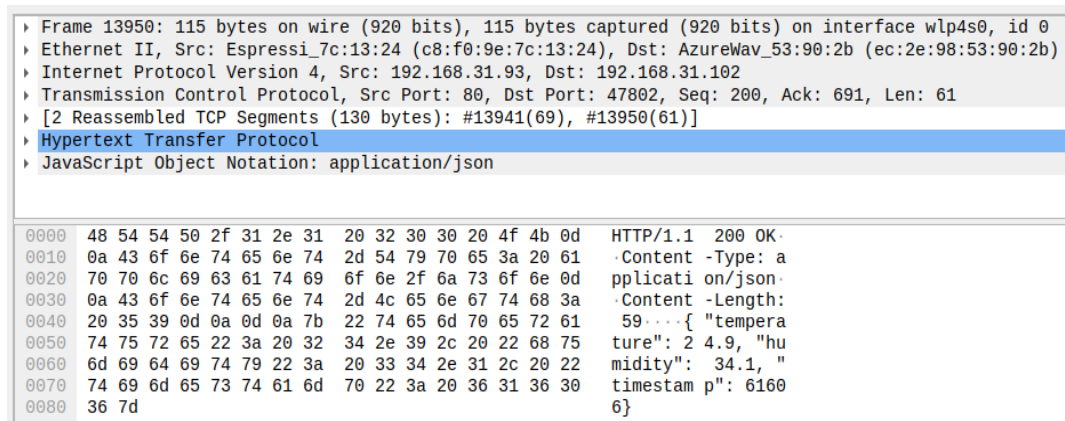 Frame 13950: 115 bytes on wire (920 bits), 115 bytes captured (920 bits) on interface wlp4s0, id 0
Ethernet II, Src: Espressi_7c:13:24 (c8:f0:9e:7c:13:24), Dst: AzureWav_53:90:2b (ec:2e:98:53:90:2b)
Internet Protocol Version 4, Src: 192.168.31.93, Dst: 192.168.31.102
Transmission Control Protocol, Src Port: 80, Dst Port: 47802, Seq: 200, Ack: 691, Len: 61
[2 Reassembled TCP Segments (130 bytes): #13941(69), #13950(61)]
Hypertext Transfer Protocol
JavaScript Object Notation: application/json
0000 48 54 54 50 2f 31 2e 31 20 32 30 30 20 4f 4b 0d HTTP/1.1 200 OK·
0010 0a 43 6f 6e 74 65 6e 74 2d 54 79 70 65 3a 20 61 ·Content -Type: a
0020 70 70 6c 69 63 61 74 69 6f 6e 2f 6a 73 6f 6e 0d pplicati on/json·
0030 0a 43 6f 6e 74 65 6e 74 2d 4c 65 6e 67 74 68 3a ·Content -Length:
0040 20 35 39 0d 0a 0d 0a 7b 22 74 65 6d 70 65 72 61 59····{ "tempera
0050 74 75 72 65 22 3a 20 32 34 2e 39 2c 20 22 68 75 ture": 2 4.9, "hu
0060 6d 69 64 69 74 79 22 3a 20 33 34 2e 31 2c 20 22 midity": 34.1, "
0070 74 69 6d 65 73 74 61 6d 70 22 3a 20 36 31 36 30 timestam p": 6160
0080 36 7d 6}